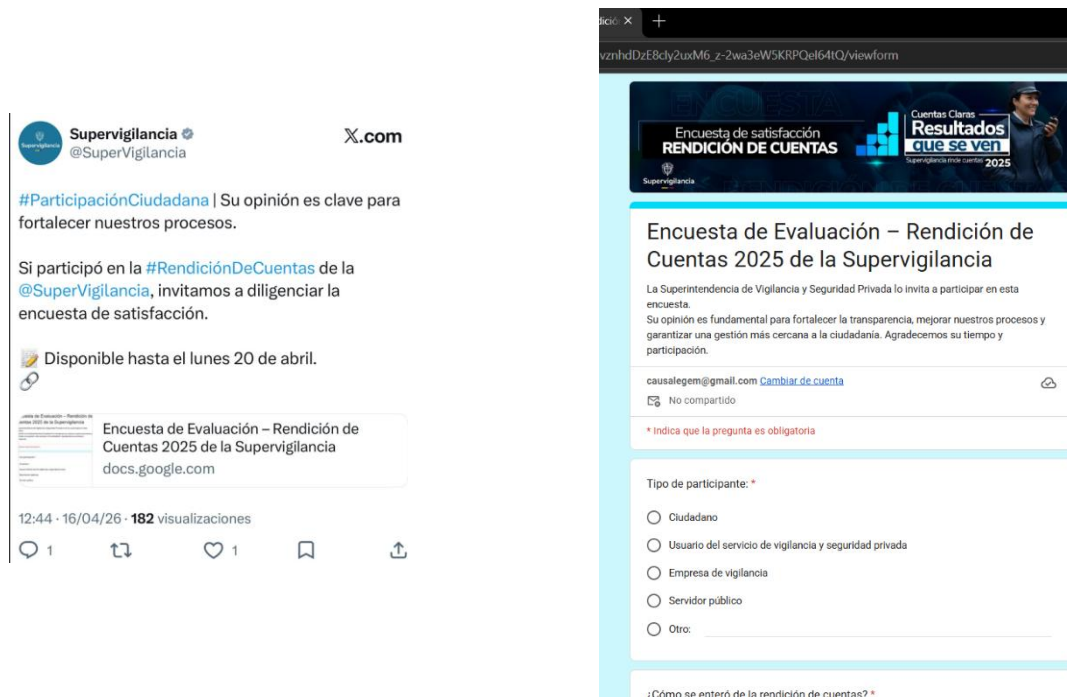 Supervigilancia
@SuperVigilancia
X.com
#ParticipaciónCiudadana | Su opinión es clave para
fortalecer nuestros procesos.
Si participó en la #RendiciónDeCuentas de la
@SuperVigilancia, invitamos a diligenciar la
encuesta de satisfacción.
📝 Disponible hasta el lunes 20 de abril.
🔗
Encuesta de Evaluación – Rendición de
Cuentas 2025 de la Supervigilancia
docs.google.com
12:44 · 16/04/26 · 182 visualizaciones
1
1
ENCUESTA
Encuesta de satisfacción
RENDICIÓN DE CUENTAS
Supervigilancia
Cuentas Claras
Resultados
que se ven
Supervigilancia rinde cuentas 2025
Encuesta de Evaluación – Rendición de
Cuentas 2025 de la Supervigilancia
La Superintendencia de Vigilancia y Seguridad Privada lo invita a participar en esta
encuesta.
Su opinión es fundamental para fortalecer la transparencia, mejorar nuestros procesos y
garantizar una gestión más cercana a la ciudadanía. Agradecemos su tiempo y
participación.
causalegem@gmail.com Cambiar de cuenta
No compartido
* Indica que la pregunta es obligatoria
Tipo de participante: *
Ciudadano
Usuario del servicio de vigilancia y seguridad privada
Empresa de vigilancia
Servidor público
Otro:
¿Cómo se enteró de la rendición de cuentas? *